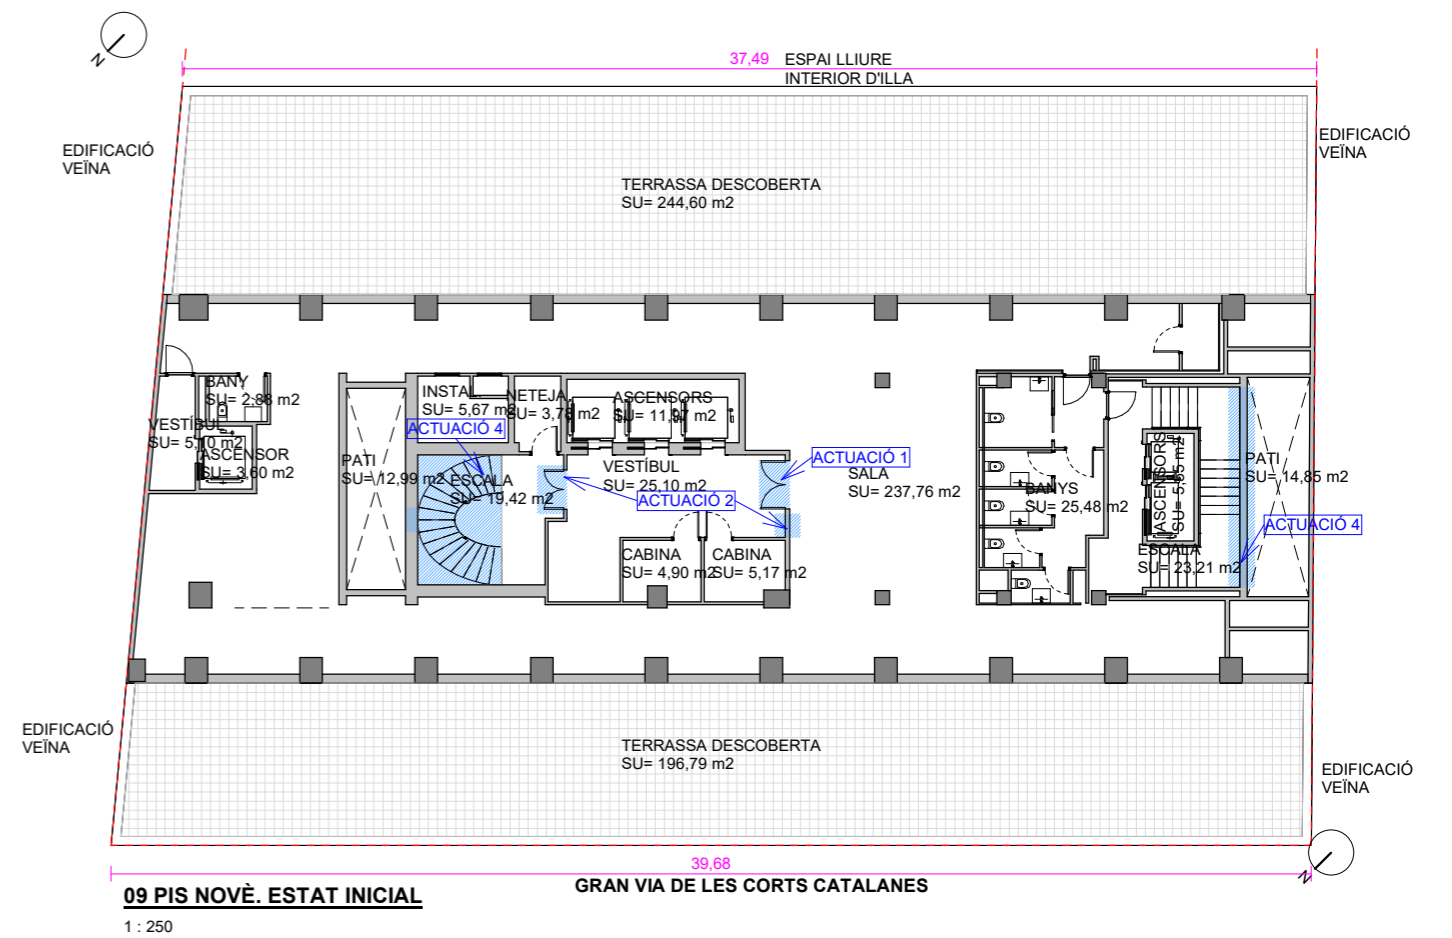 N
37,49
ESPAI LLIURE
INTERIOR D'ILLA
EDIFICACIÓ
VEÏNA
EDIFICACIÓ
VEÏNA
TERRASSA DESCOBERTA
SU= 244,60 m2
BANY
SU= 2,88 m2
VESTÍBUL
SU= 5,10 m2
ASCENSOR
SU= 3,60 m2
PATI
SU= 12,99 m2
INSTAL.
SU= 5,67 m2
NETEJA
SU= 3,78 m2
ASCENSORS
SU= 11,97 m2
ACTUACIÓ 4
ESCALA
SU= 19,42 m2
VESTÍBUL
SU= 25,10 m2
ACTUACIÓ 1
ACTUACIÓ 2
SALA
SU= 237,76 m2
CABINA
SU= 4,90 m2
CABINA
SU= 5,17 m2
BANYS
SU= 25,48 m2
ASCENSORS
SU= 5,65 m2
ESCALA
SU= 23,21 m2
PATI
SU= 14,85 m2
ACTUACIÓ 4
EDIFICACIÓ
VEÏNA
TERRASSA DESCOBERTA
SU= 196,79 m2
EDIFICACIÓ
VEÏNA
N
39,68
GRAN VIA DE LES CORTS CATALANES
09 PIS NOVÈ. ESTAT INICIAL
1 : 250